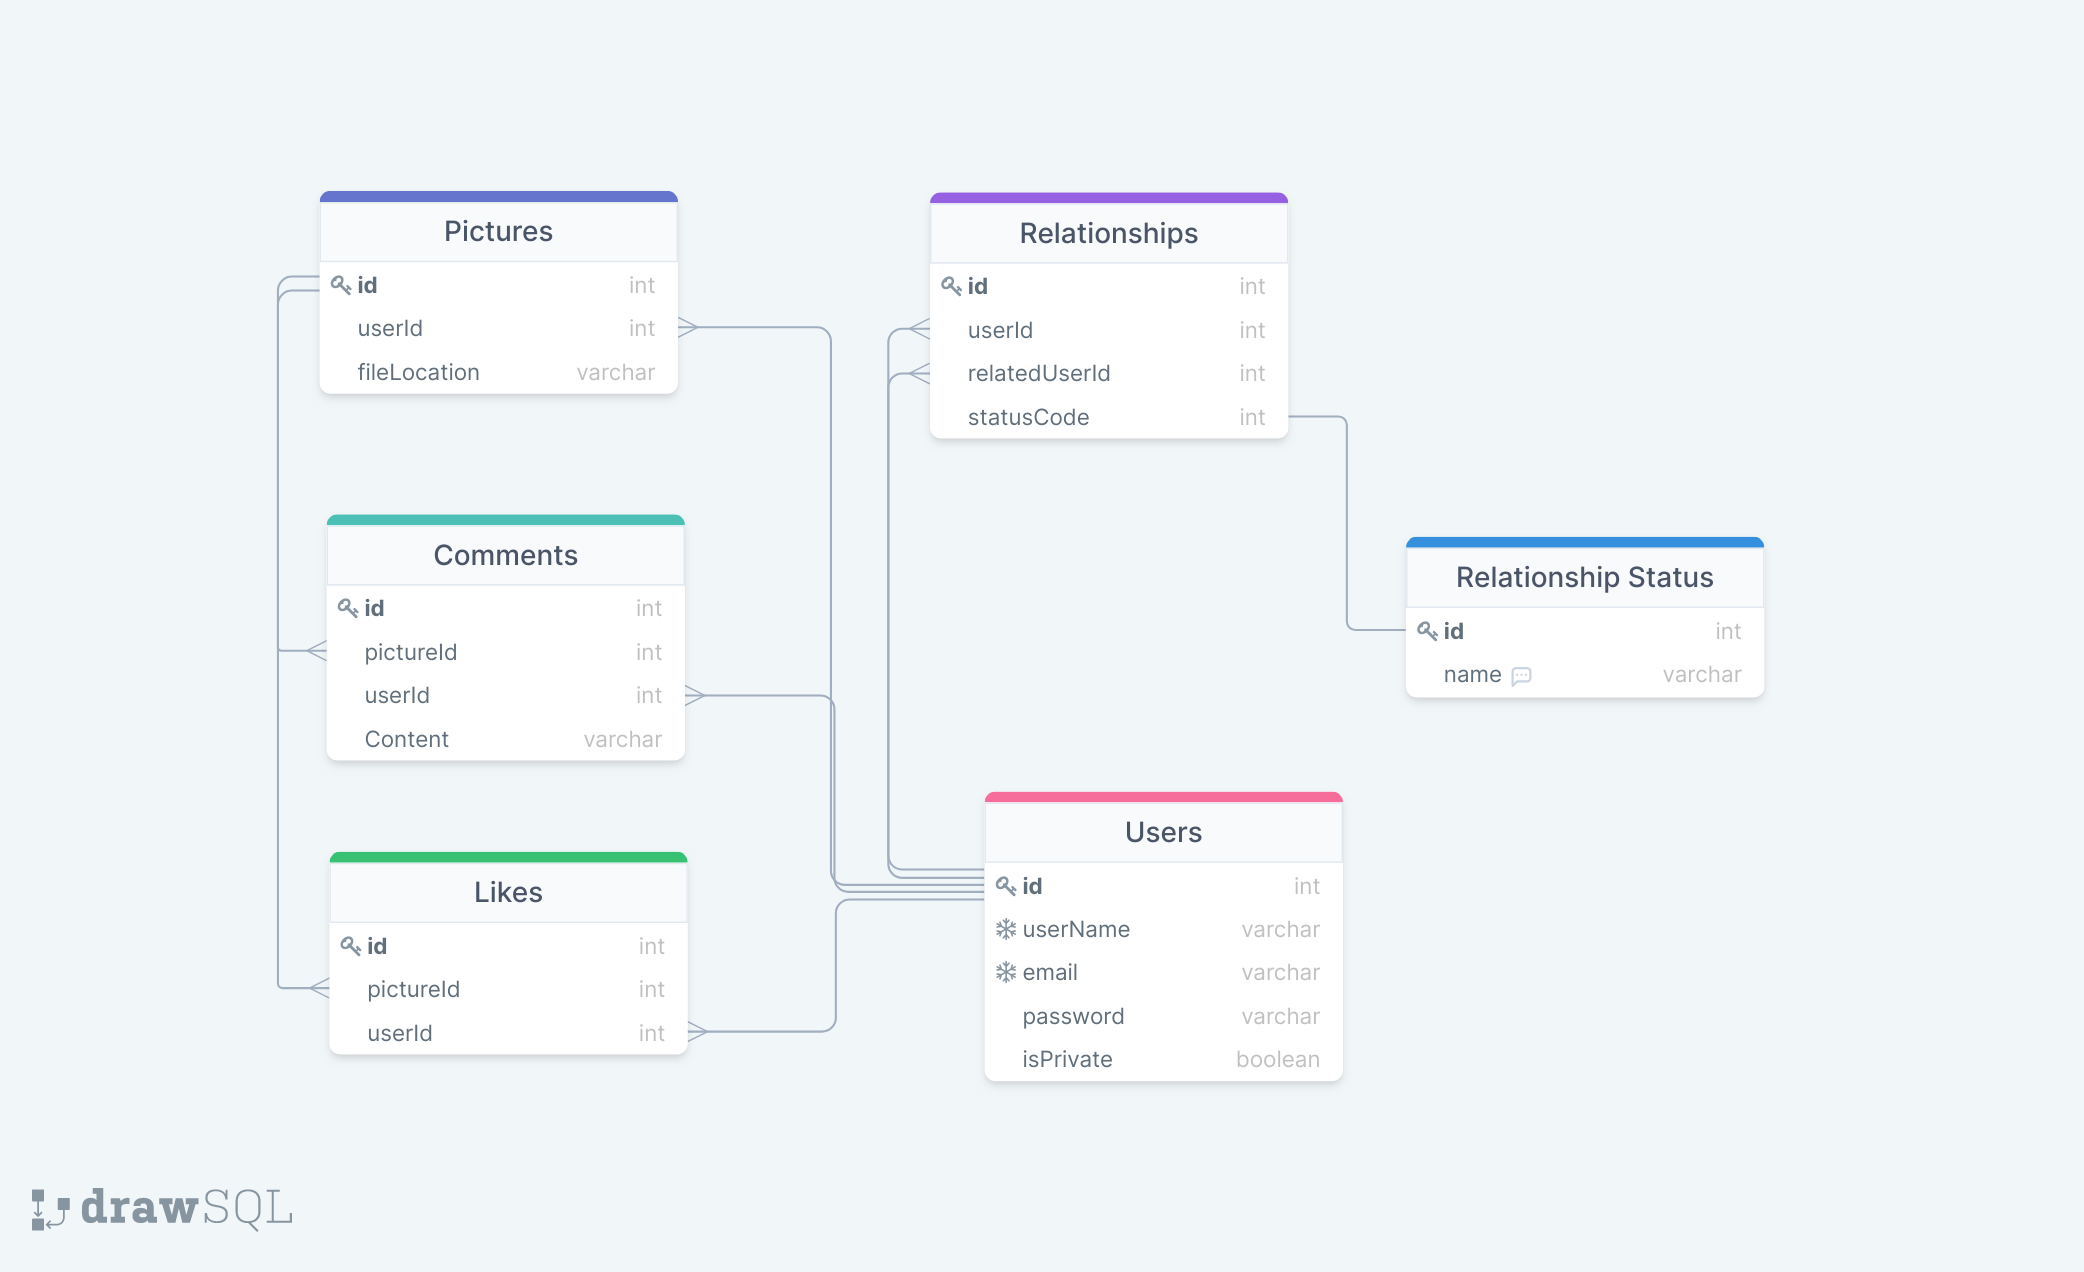 Pictures
id int
userId int
fileLocation varchar
Relationships
id int
userId int
relatedUserId int
statusCode int
Comments
id int
pictureId int
userId int
Content varchar
Relationship Status
id int
name varchar
Likes
id int
pictureId int
userId int
Users
id int
userName varchar
email varchar
password varchar
isPrivate boolean
drawSQL